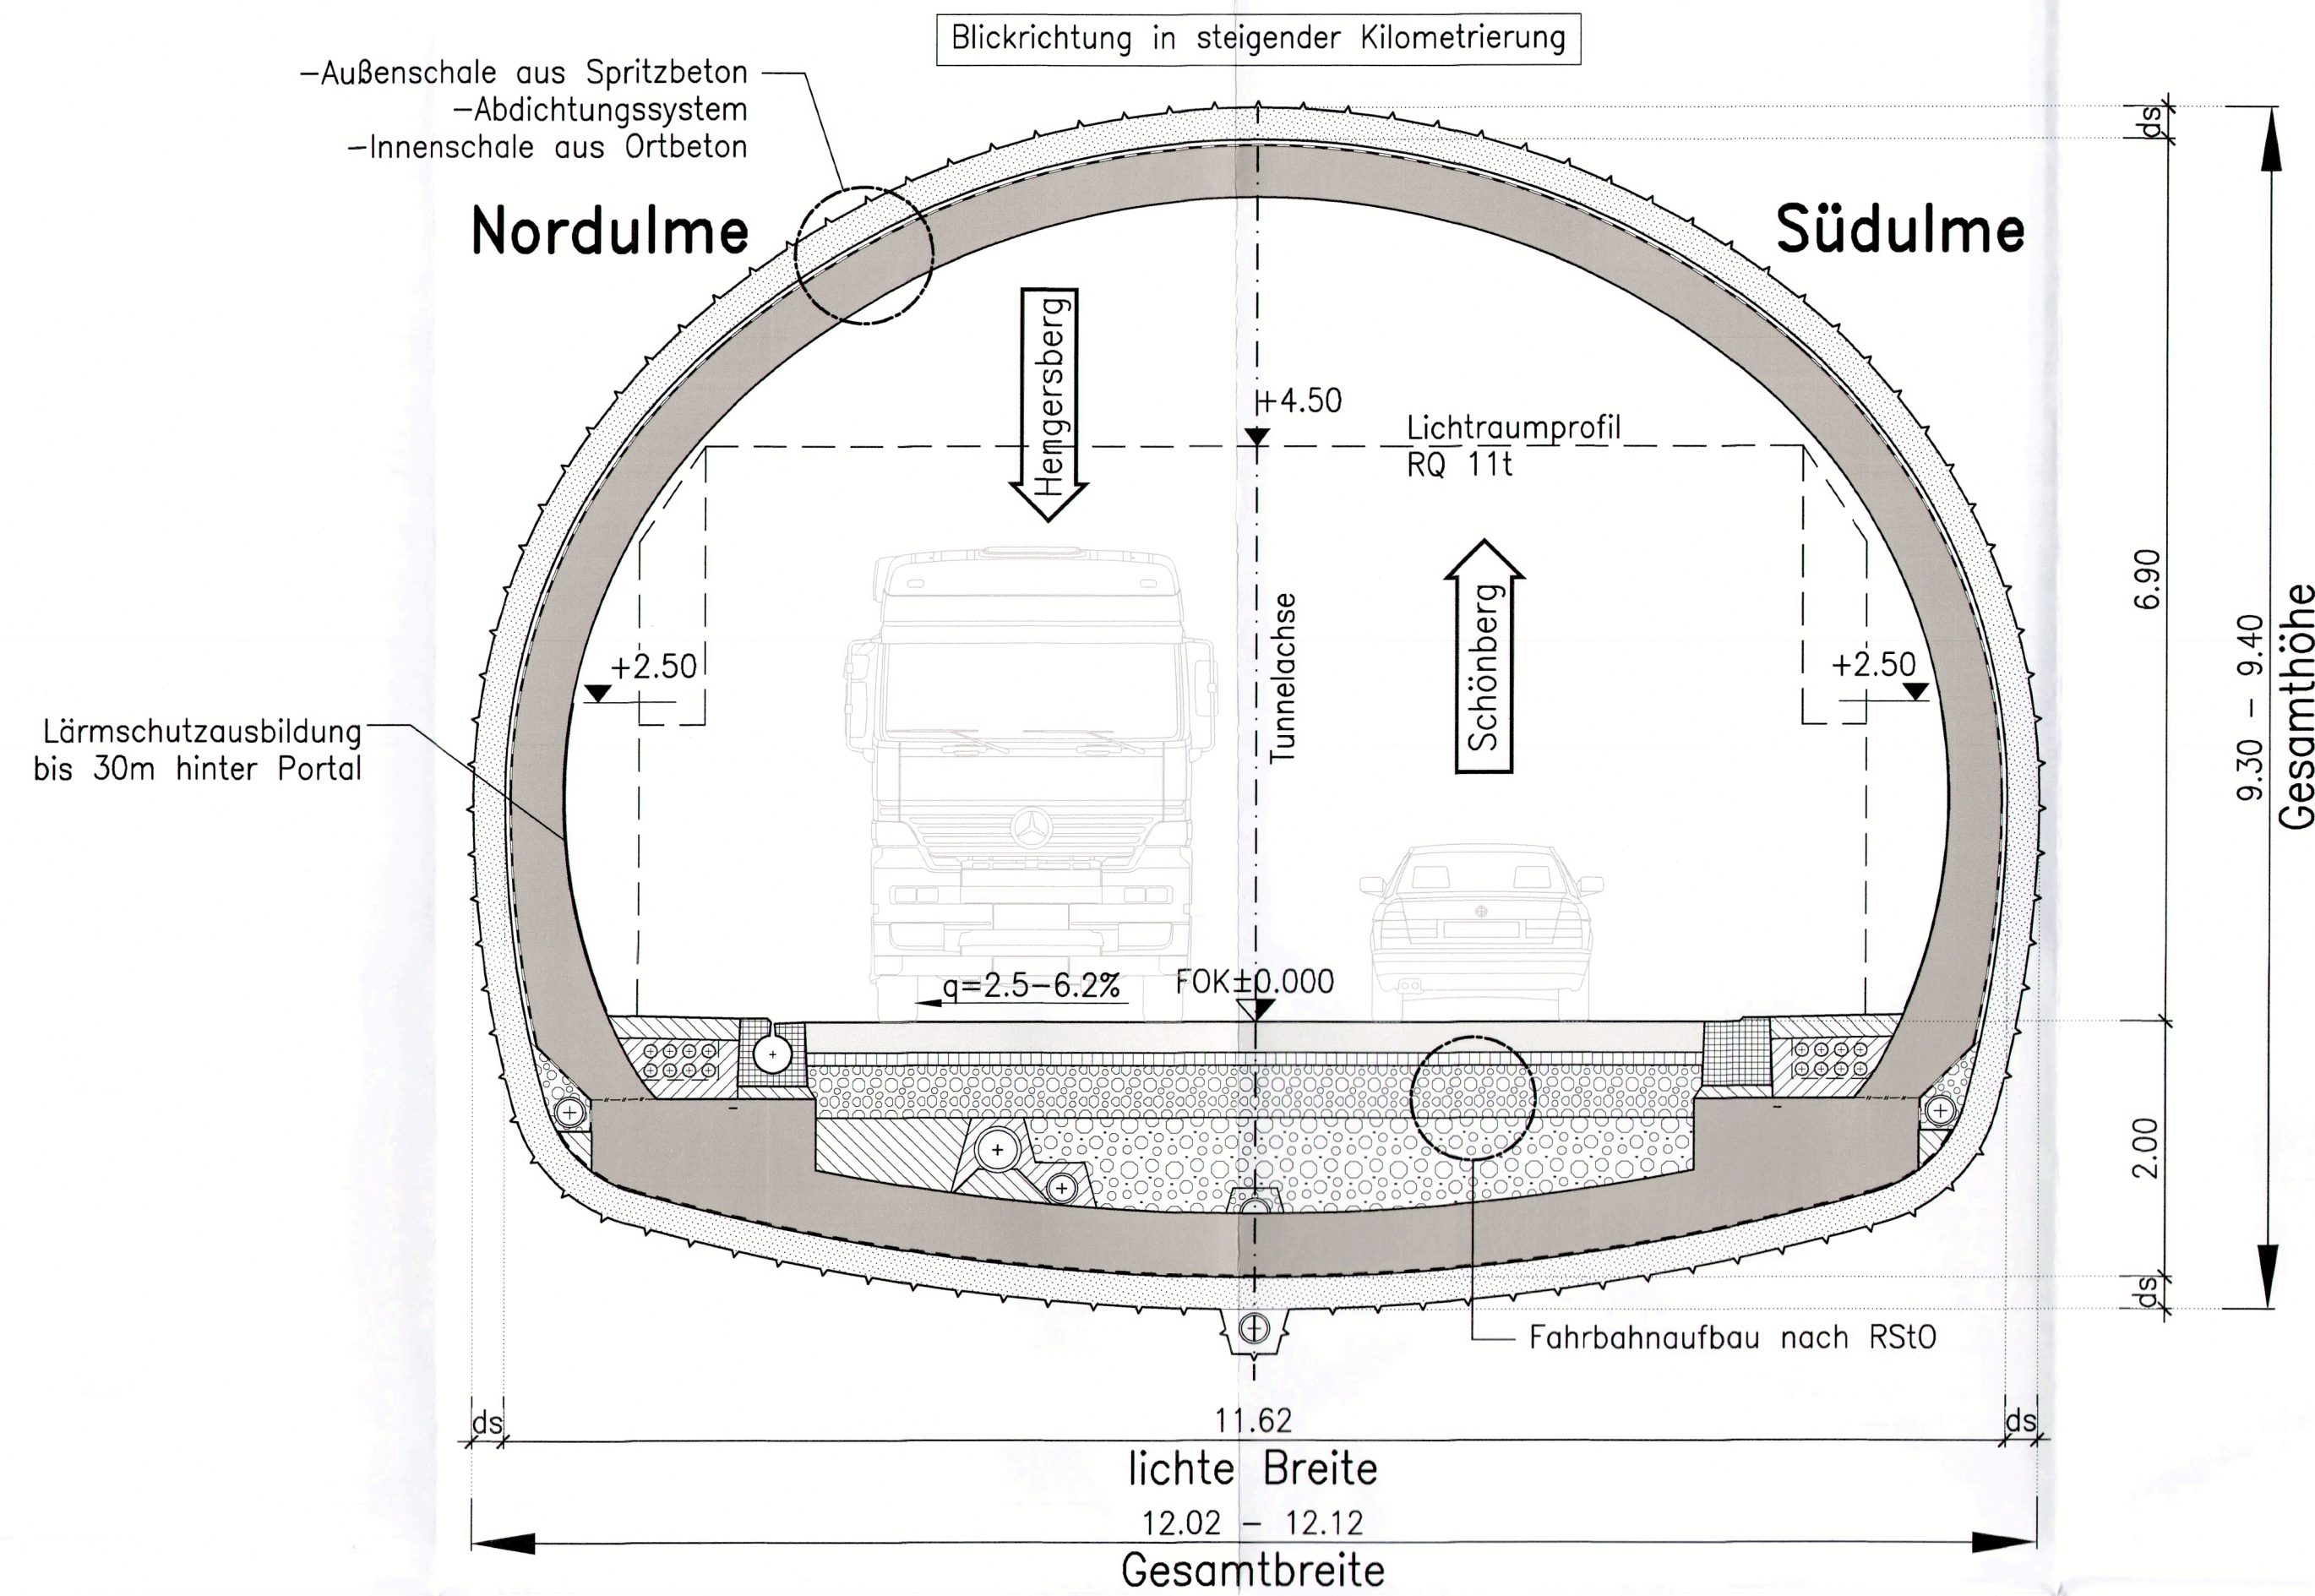 Blickrichtung in steigender Kilometrierung
-Außenschale aus Spritzbeton
-Abdichtungssystem
-Innenschale aus Ortbeton
Nordulme
Südulme
ds
Hengersberg
+4.50
Lichtraumprofil
RQ 11t
6.90
9.30 - 9.40
Gesamthöhe
Schönberg
Tunnelachse
+2.50
+2.50
Lärmschutzausbildung
bis 30m hinter Portal
q=2.5-6.2%
FOK±0.000
2.00
ds
Fahrbahnaufbau nach RStO
ds
11.62
ds
lichte Breite
12.02 - 12.12
Gesamtbreite